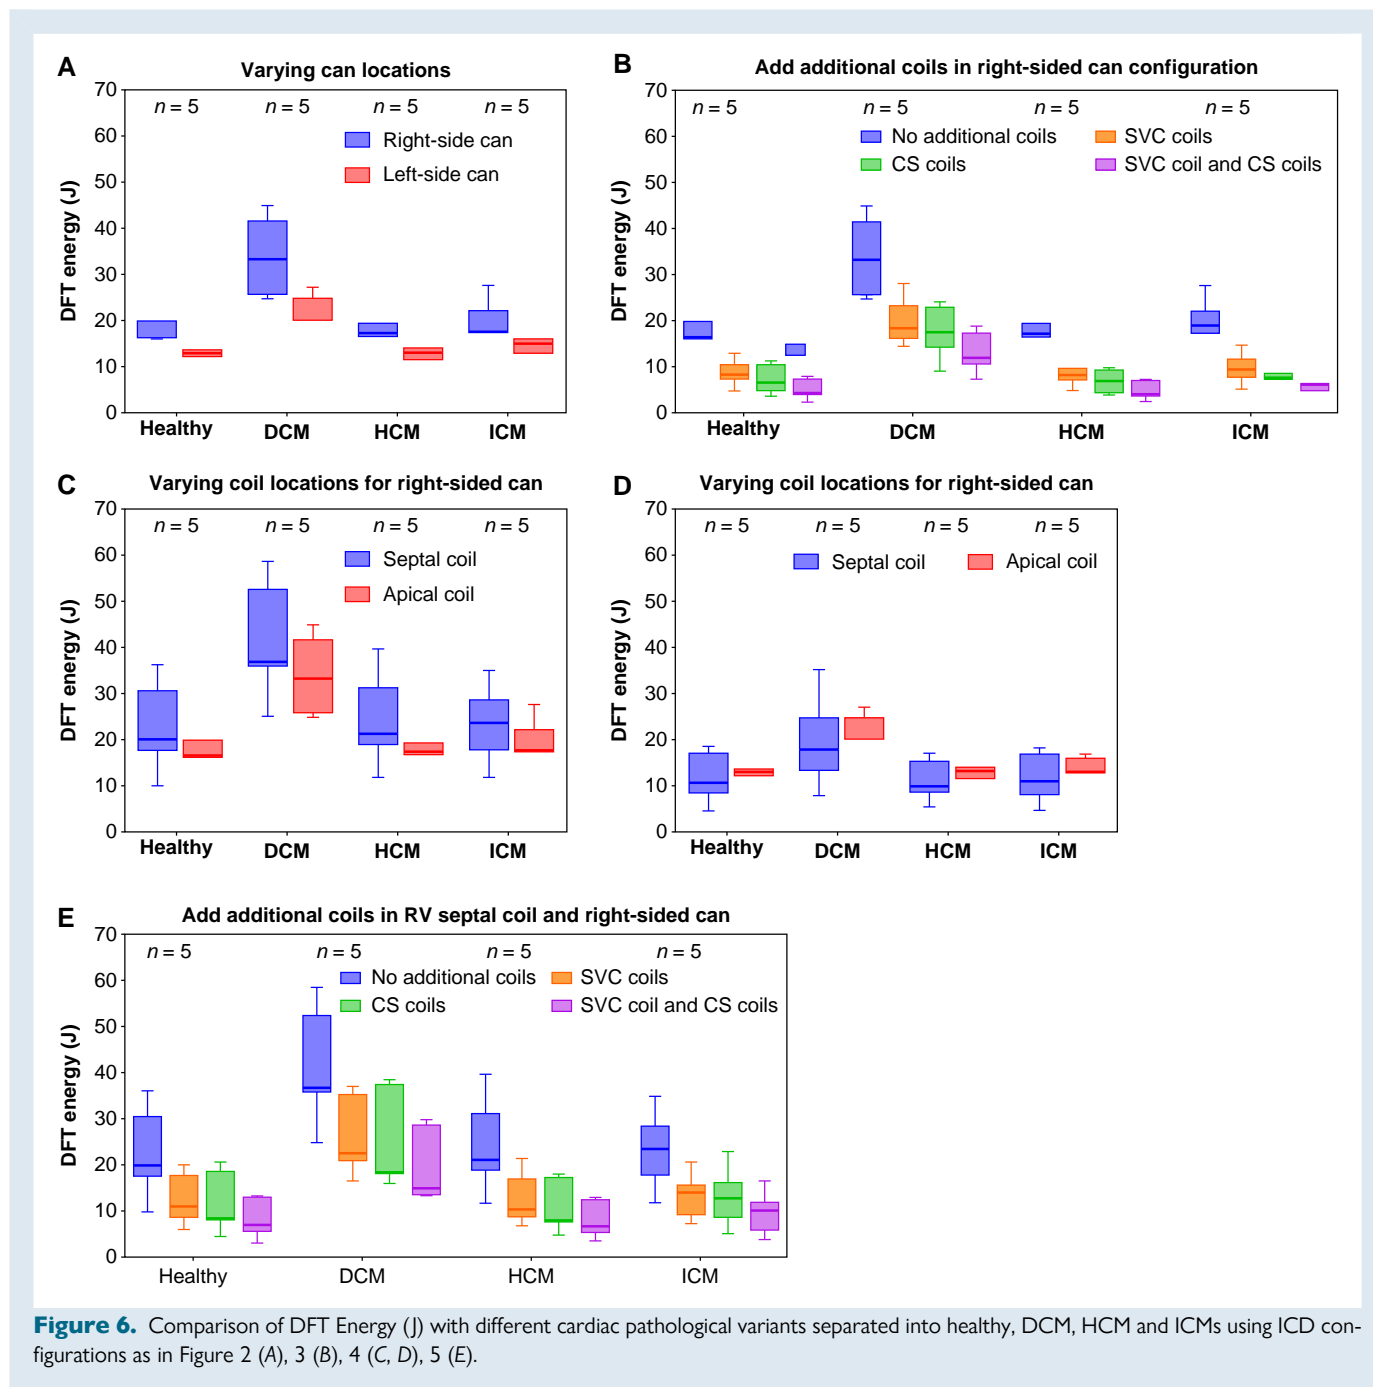 A
Varying can locations
DFT energy (J)
70
60
50
40
30
20
10
0
n = 5
n = 5
n = 5
n = 5
Right-side can
Left-side can
Healthy
DCM
HCM
ICM
B
Add additional coils in right-sided can configuration
DFT energy (J)
70
60
50
40
30
20
10
0
n = 5
n = 5
n = 5
n = 5
No additional coils
SVC coils
CS coils
SVC coil and CS coils
Healthy
DCM
HCM
ICM
C
Varying coil locations for right-sided can
DFT energy (J)
70
60
50
40
30
20
10
0
n = 5
n = 5
n = 5
n = 5
Septal coil
Apical coil
Healthy
DCM
HCM
ICM
D
Varying coil locations for right-sided can
DFT energy (J)
70
60
50
40
30
20
10
0
n = 5
n = 5
n = 5
n = 5
Septal coil
Apical coil
Healthy
DCM
HCM
ICM
E
Add additional coils in RV septal coil and right-sided can
DFT energy (J)
70
60
50
40
30
20
10
0
n = 5
n = 5
n = 5
n = 5
No additional coils
SVC coils
CS coils
SVC coil and CS coils
Healthy
DCM
HCM
ICM
Figure 6. Comparison of DFT Energy (J) with different cardiac pathological variants separated into healthy, DCM, HCM and ICMs using ICD con-
figurations as in Figure 2 (A), 3 (B), 4 (C, D), 5 (E).